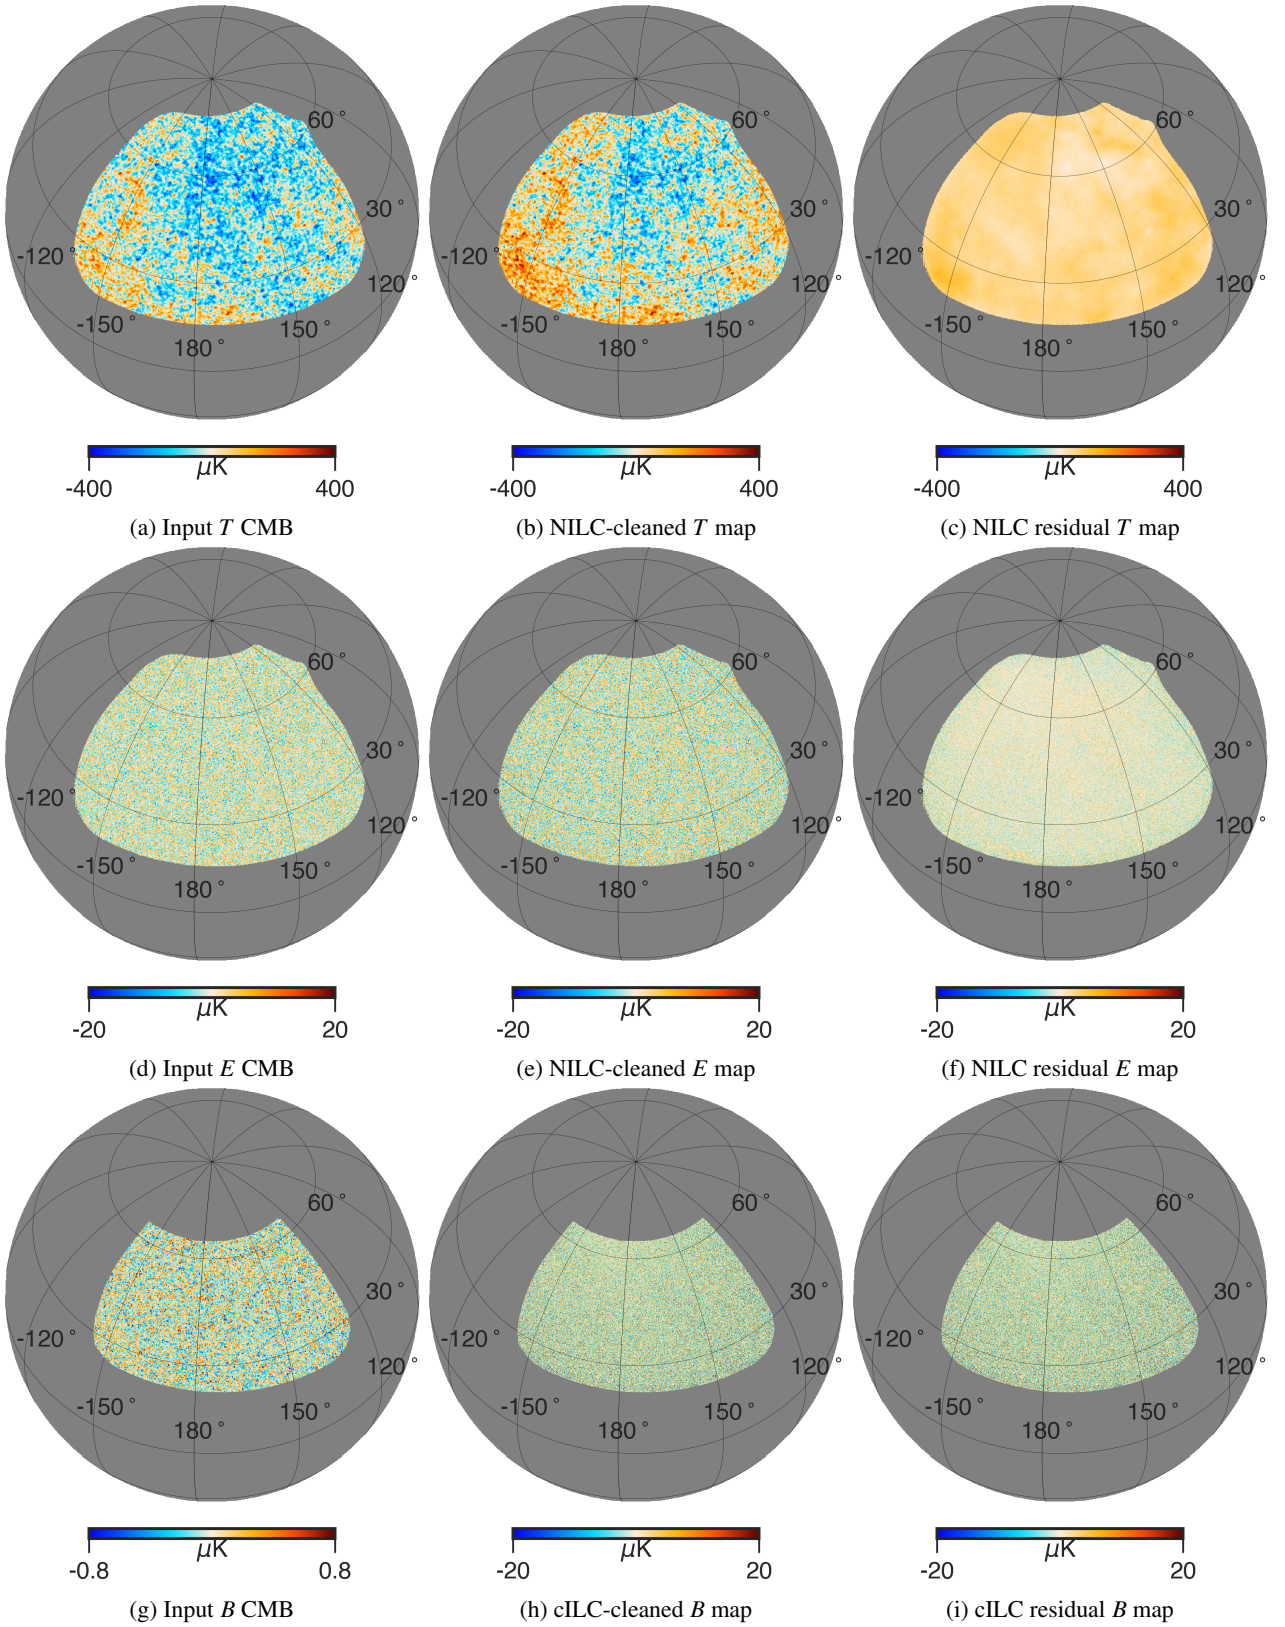 60° 60° 60°
30° 30° 30°
-120° 120° -120° 120° -120° 120°
-150° 180° 150° -150° 180° 150° -150° 180° 150°
μK μK μK
-400 400 -400 400 -400 400
(a) Input T CMB (b) NILC-cleaned T map (c) NILC residual T map
60° 60° 60°
30° 30° 30°
-120° 120° -120° 120° -120° 120°
-150° 180° 150° -150° 180° 150° -150° 180° 150°
μK μK μK
-20 20 -20 20 -20 20
(d) Input E CMB (e) NILC-cleaned E map (f) NILC residual E map
60° 60° 60°
30° 30° 30°
-120° 120° -120° 120° -120° 120°
-150° 180° 150° -150° 180° 150° -150° 180° 150°
μK μK μK
-0.8 0.8 -20 20 -20 20
(g) Input B CMB (h) cILC-cleaned B map (i) cILC residual B map